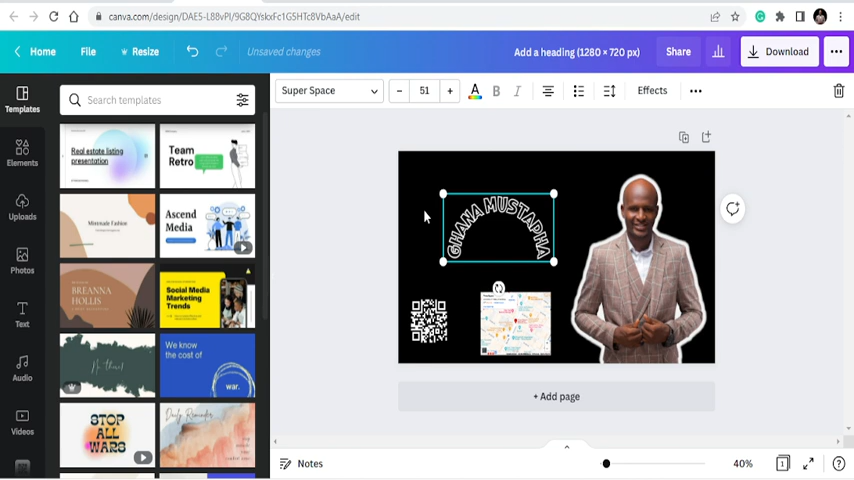 canva.com/design/DAE5-L88vPI/9G8QYskxFc1G5HTc8VbAaA/edit
Home
File
Resize
Unsaved changes
Add a heading (1280 × 720 px)
Share
Download
Templates
Elements
Uploads
Photos
Text
Audio
Videos
Search templates
Real estate listing
presentation
Team
Retro
Ascend
Media
BREANNA
HOLLIS
Social Media
Marketing
Trends
We know
the cost of
war.
STOP
ALL
WARS
Daily Reminder
Super Space
− 51 +
A B I
Effects
GHANA MUSTAPHA
+ Add page
Notes
40%
1